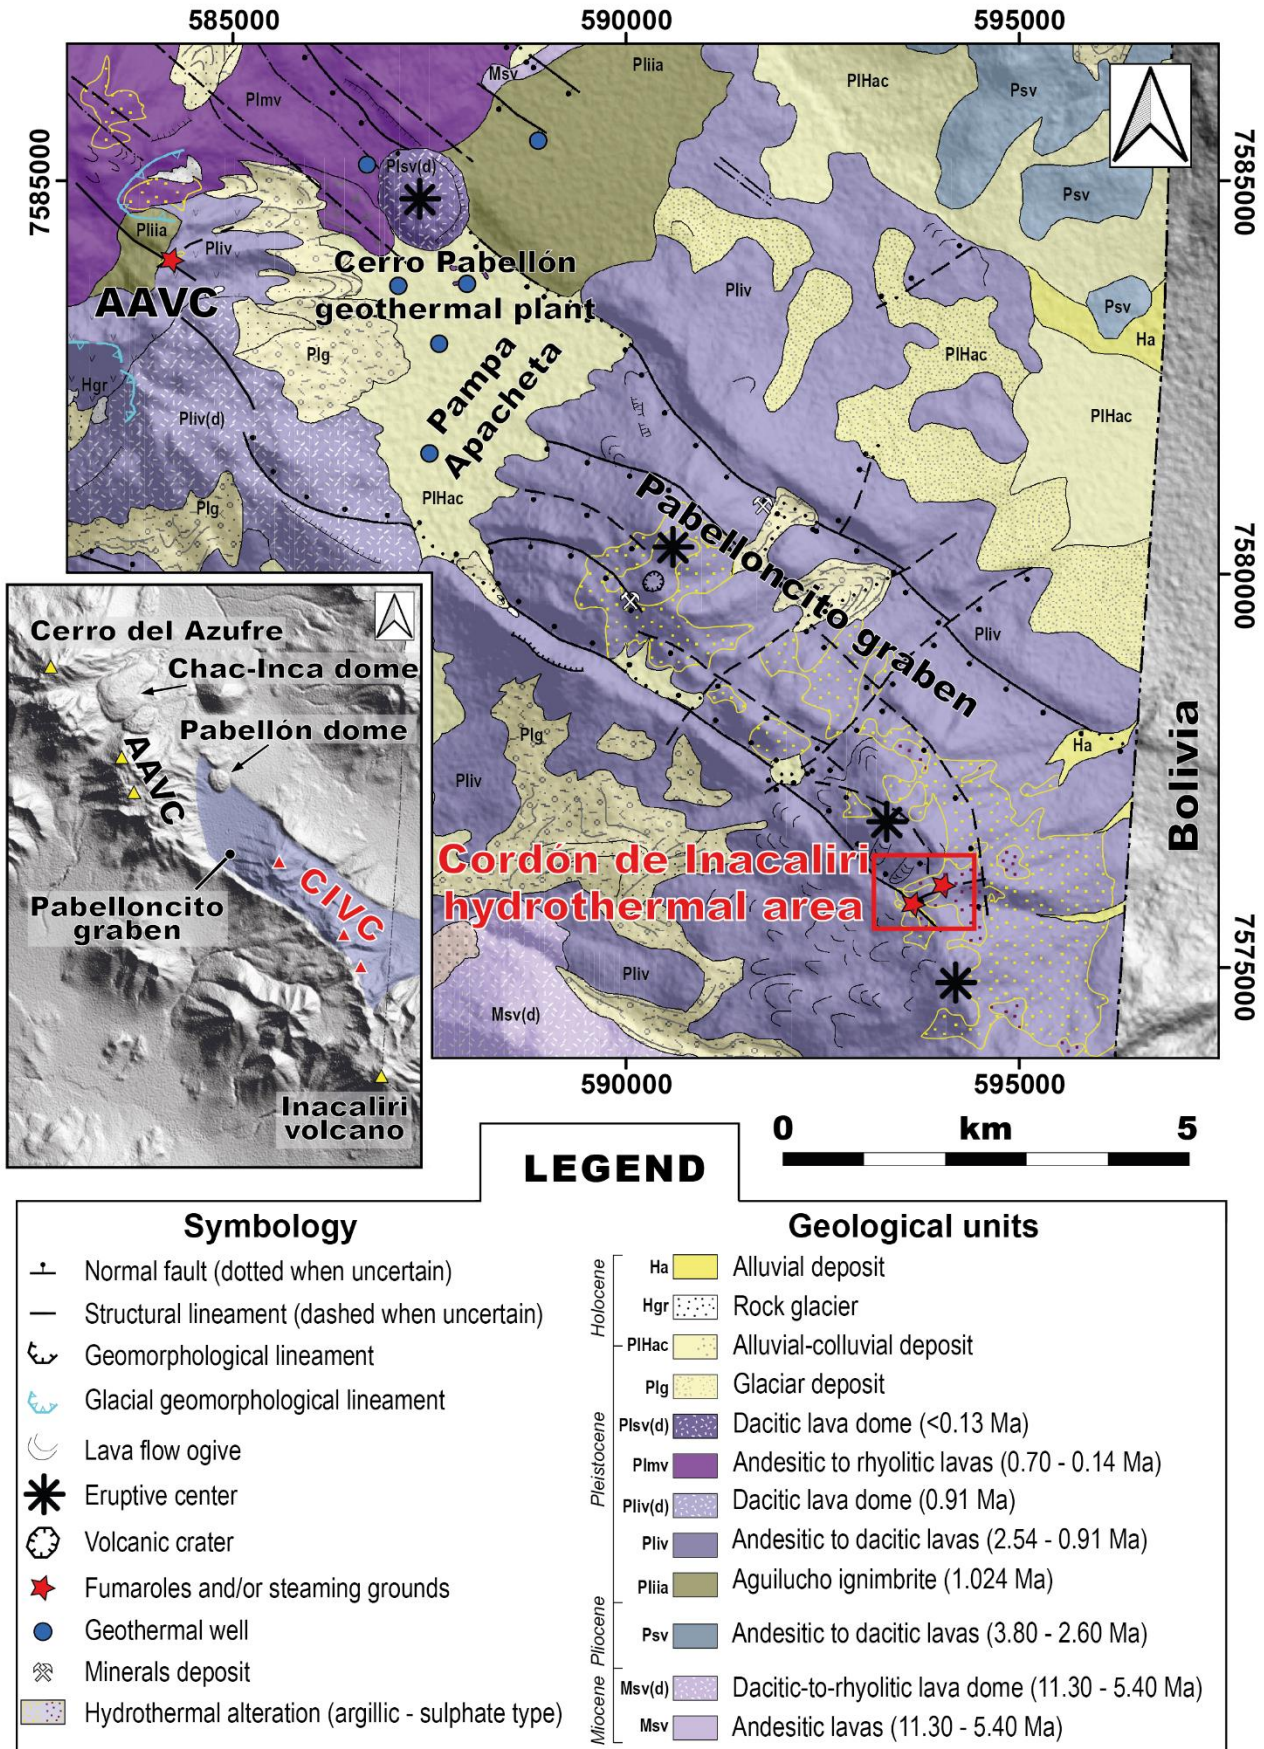 585000
590000
595000
7585000
7585000
7580000
7575000
590000
595000
Plmv
Msv
Pliia
PlHac
Psv
Psv
Psv
Ha
Plsv(d)
Pliia
Pliv
AAVC
Cerro Pabellón
geothermal plant
Pliv
Plg
PlHac
PlHac
Hgr
Pliv(d)
Pampa
Apacheta
PlHac
Plg
Pabelloncito graben
Pliv
Ha
Bolivia
Plg
Pliv
Cordón de Inacaliri
hydrothermal area
Pliv
Msv(d)
Cerro del Azufre
Chac-Inca dome
Pabellón dome
AAVC
CIVC
Pabelloncito
graben
Inacaliri
volcano
0 km 5
LEGEND
Symbology
Normal fault (dotted when uncertain)
Structural lineament (dashed when uncertain)
Geomorphological lineament
Glacial geomorphological lineament
Lava flow ogive
Eruptive center
Volcanic crater
Fumaroles and/or steaming grounds
Geothermal well
Minerals deposit
Hydrothermal alteration (argillic - sulphate type)
Geological units
Holocene
Pleistocene
Pliocene
Miocene
Ha Alluvial deposit
Hgr Rock glacier
PlHac Alluvial-colluvial deposit
Plg Glaciar deposit
Plsv(d) Dacitic lava dome (<0.13 Ma)
Plmv Andesitic to rhyolitic lavas (0.70 - 0.14 Ma)
Pliv(d) Dacitic lava dome (0.91 Ma)
Pliv Andesitic to dacitic lavas (2.54 - 0.91 Ma)
Pliia Aguilucho ignimbrite (1.024 Ma)
Psv Andesitic to dacitic lavas (3.80 - 2.60 Ma)
Msv(d) Dacitic-to-rhyolitic lava dome (11.30 - 5.40 Ma)
Msv Andesitic lavas (11.30 - 5.40 Ma)